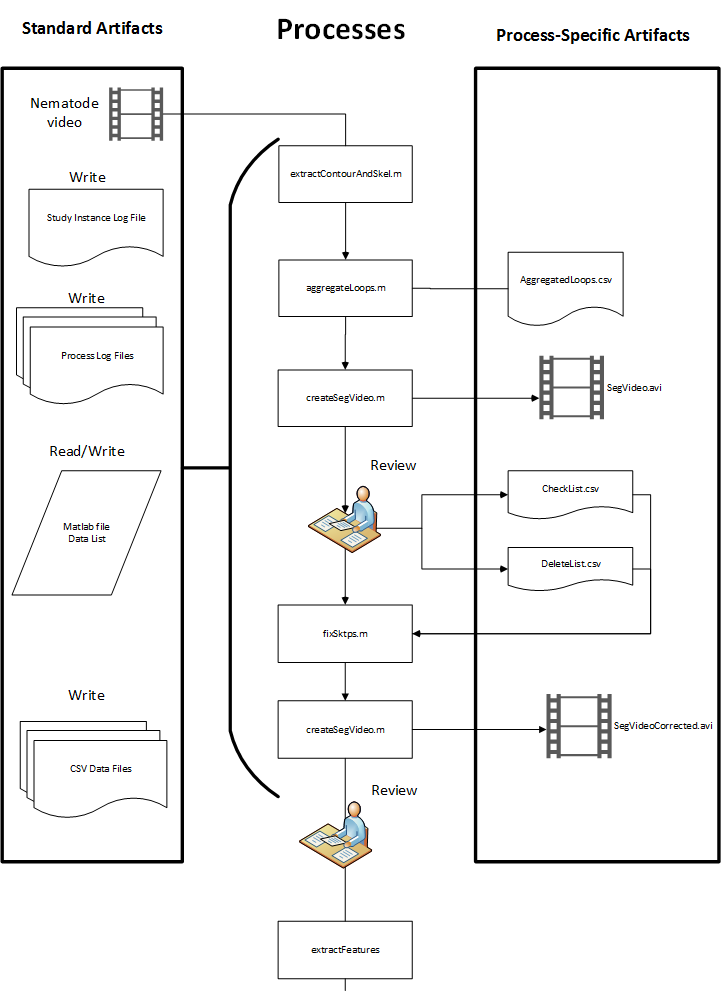 Standard Artifacts
Processes
Process-Specific Artifacts
Nematode
video
extractContourAndSkel.m
Write
Study Instance Log File
aggregateLoops.m
AggregatedLoops.csv
Write
Process Log Files
createSegVideo.m
SegVideo.avi
Read/Write
Matlab file
Data List
Review
CheckList.csv
DeleteList.csv
fixSktps.m
Write
CSV Data Files
createSegVideo.m
SegVideoCorrected.avi
Review
extractFeatures